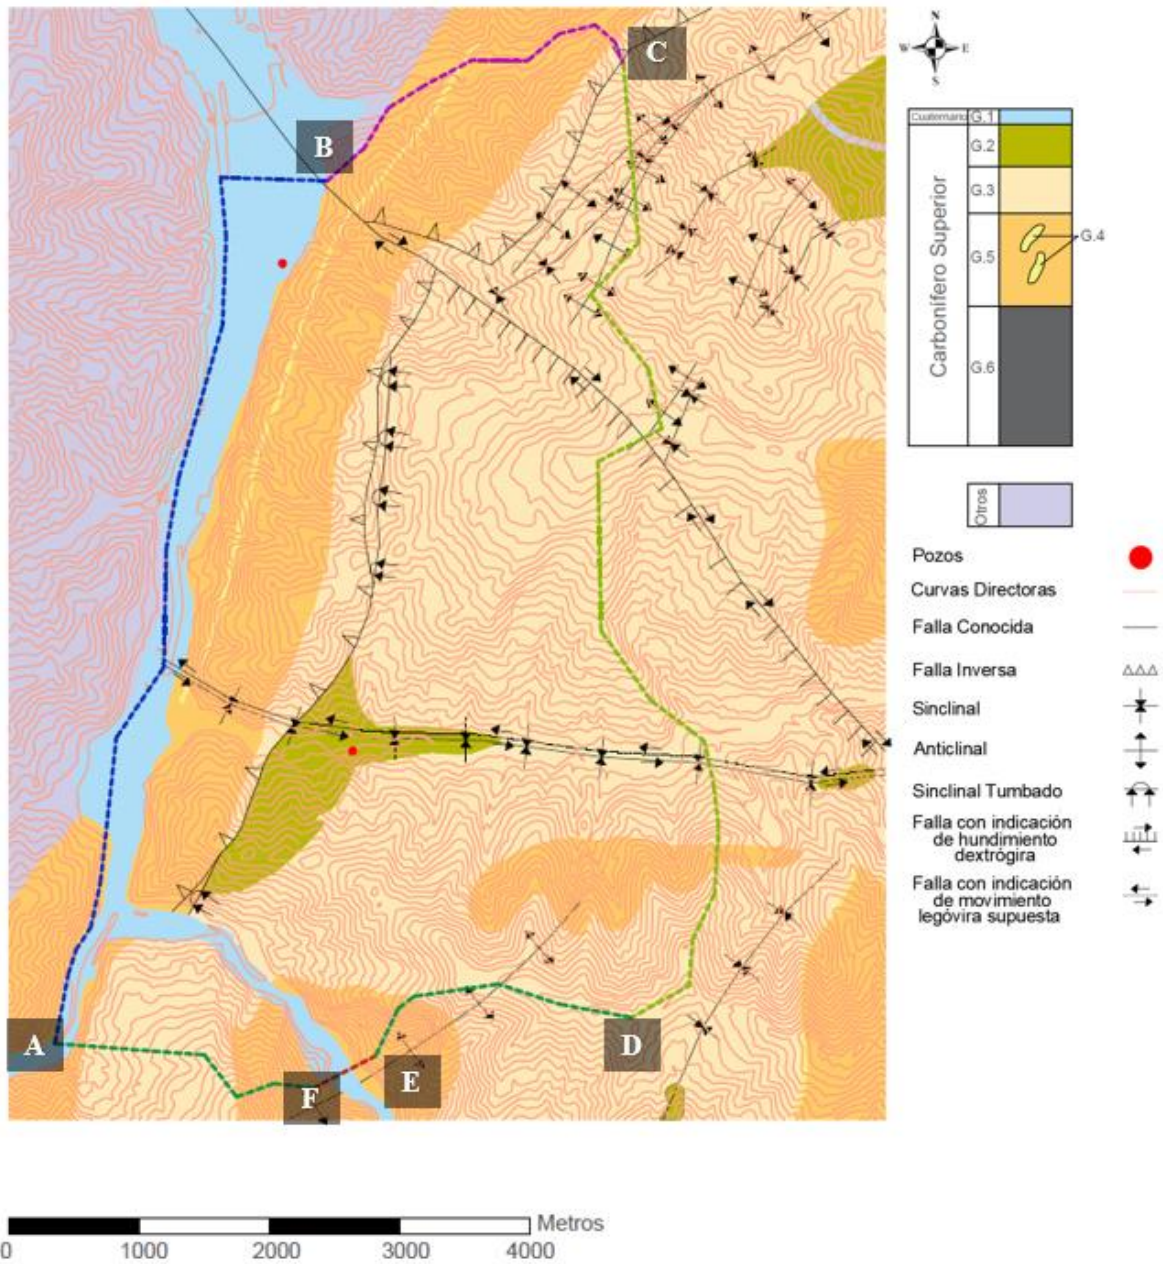 C
B
A
D
E
F
N
W
E
S
Cuaternario
G.1
G.2
G.3
G.4
G.5
G.6
Carbonífero Superior
Otros
Pozos
Curvas Directoras
Falla Conocida
Falla Inversa
Sinclinal
Anticlinal
Sinclinal Tumbado
Falla con indicación
de hundimiento
dextrógira
Falla con indicación
de movimiento
legóvira supuesta
Metros
0 1000 2000 3000 4000